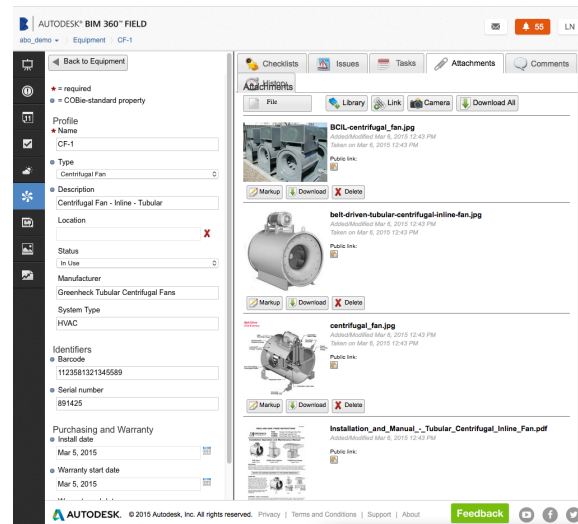 AUTODESK® BIM 360™ FIELD
55
LN
abo_demo
Equipment
CF-1
Back to Equipment
★ = required
= COBie-standard property
Profile
★ Name
CF-1
Type
Centrifugal Fan
Description
Centrifugal Fan - Inline - Tubular
Location
X
Status
In Use
Manufacturer
Greenheck Tubular Centrifugal Fans
System Type
HVAC
Identifiers
Barcode
1123581321345589
Serial number
891425
Purchasing and Warranty
Install date
Mar 5, 2015
Warranty start date
Mar 5, 2015
Checklists
Issues
Tasks
Attachments
Comments
History
Attachments
File
Library
Link
Camera
Download All
BCIL-centrifugal_fan.jpg
Added/Modified Mar 6, 2015 12:43 PM
Taken on Mar 6, 2015 12:43 PM
Public link:
Markup
Download
X Delete
belt-driven-tubular-centrifugal-inline-fan.jpg
Added/Modified Mar 6, 2015 12:43 PM
Taken on Mar 6, 2015 12:43 PM
Public link:
Markup
Download
X Delete
centrifugal_fan.jpg
Added/Modified Mar 6, 2015 12:43 PM
Taken on Mar 6, 2015 12:43 PM
Public link:
Markup
Download
X Delete
Installation_and_Manual_-_Tubular_Centrifugal_Inline_Fan.pdf
Added/Modified Mar 6, 2015 12:43 PM
Public link:
AUTODESK. © 2015 Autodesk, Inc. All rights reserved. Privacy | Terms and Conditions | Support | About
Feedback